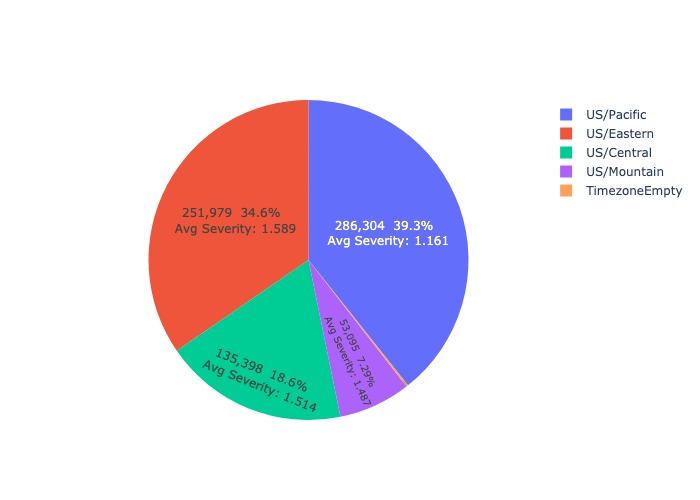 US/Pacific
US/Eastern
US/Central
US/Mountain
TimezoneEmpty
251,979  34.6%
Avg Severity: 1.589
286,304  39.3%
Avg Severity: 1.161
135,398  18.6%
Avg Severity: 1.514
53,095  7.29%
Avg Severity: 1.487